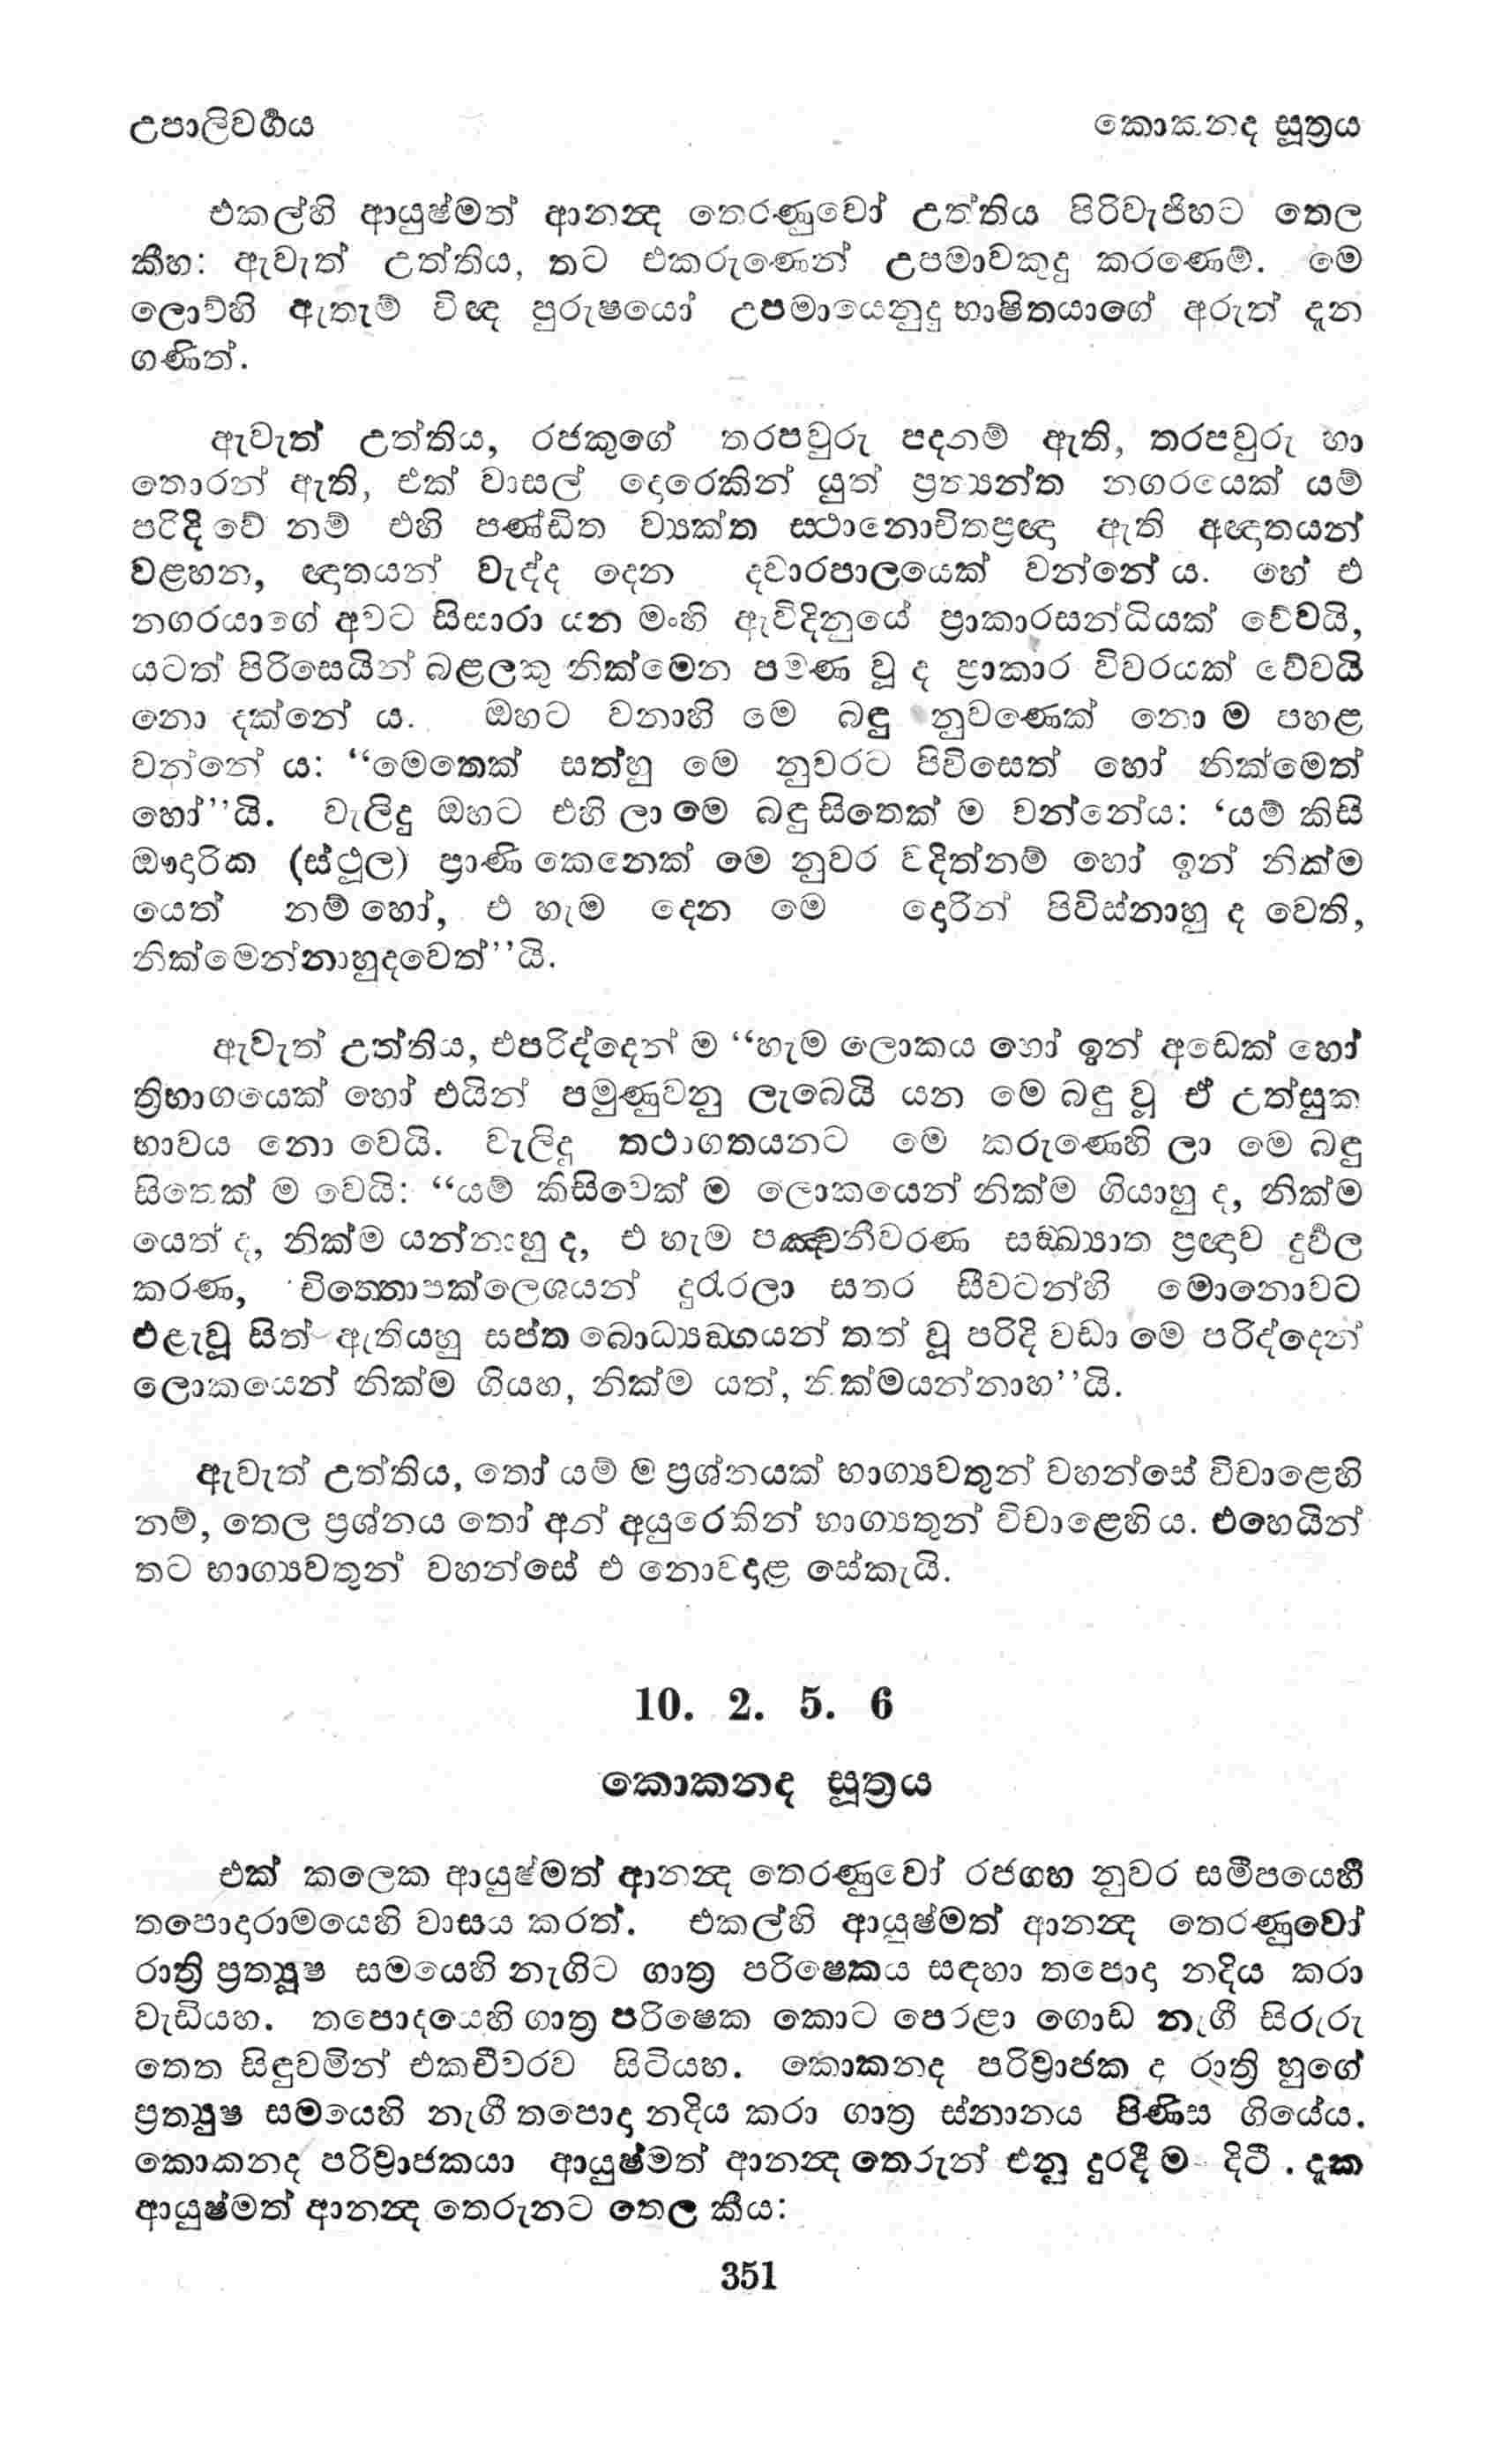 උපාලිවර්‍ගය කොකනද සූත්‍රය
එකල්හි ආයුෂ්මත් ආනන්‍ද තෙරණුවෝ උත්තිය පිරිවැජිහට තෙල
කීහ: ඇවැත් උත්තිය, තට එකරුණෙන් උපමාවකුදු කරණෙම්. මෙ
ලොව්හි ඇතැම් විඥ පුරුෂයෝ උපමායෙනුදු භාෂිතයාගේ අරුත් දැන
ගණිත්.
ඇවැත් උත්තිය, රජකුගේ තරපවුරු පදනම් ඇති, තරපවුරු හා
තොරන් ඇති, එක් වාසල් දොරෙකින් යුත් ප්‍රත්‍යන්ත නගරයෙක් යම්
පරිදි වේ නම් එහි පණ්ඩිත ව්‍යක්ත ස්‍ථානොචිතප්‍රඥා ඇති අඥාතයන්
වළහන, ඥාතයන් වැද්ද දෙන ද්‍වාරපාලයෙක් වන්නේ ය. හේ එ
නගරයාගේ අවට සිසාරා යන මංහි ඇවිදිනුයේ ප්‍රාකාරසන්ධියක් වේවයි,
යටත් පිරිසෙයින් බළලකු නික්මෙන පමණ වූ ද ප්‍රාකාර විවරයක් වේවයි
නො දක්නේ ය. ඔහට වනාහි මෙ බඳු නුවණෙක් නො ම පහළ
වන්නේ ය: “මෙතෙක් සත්හු මෙ නුවරට පිවිසෙත් හෝ නික්මෙත්
හෝ”යි. වැලිදු ඔහට එහි ලා මෙ බඳු සිතෙක් ම වන්නේය: ‘යම් කිසි
ඖදාරික (ස්ථූල) ප්‍රාණි කෙනෙක් මෙ නුවර වදිත්නම් හෝ ඉන් නික්ම
යෙත් නම් හෝ, එ හැම දෙන මෙ දොරින් පිවිස්නාහු ද වෙති,
නික්මෙන්නාහුදවෙත්”යි.
ඇවැත් උත්තිය, එපරිද්දෙන් ම “හැම ලොකය හෝ ඉන් අඩෙක් හෝ
ත්‍රිභාගයෙක් හෝ එයින් පමුණුවනු ලැබෙයි යන මෙ බඳු වූ ඒ උත්සුක
භාවය නො වෙයි. වැලිදු තථාගතයනට මෙ කරුණෙහි ලා මෙ බඳු
සිතෙක් ම වෙයි: “යම් කිසිවෙක් ම ලොකයෙන් නික්ම ගියාහු ද, නික්ම
යෙත් ද, නික්ම යන්නාහු ද, එ හැම පඤ්චනීවරණ සඞ්ඛ්‍යාත ප්‍රඥාව දුර්‍වල
කරණ, චිත්තොපක්ලෙශයන් දුරැරලා සතර සීවටන්හි මොනොවට
එළැවූ සිත් ඇතියහු සප්ත බොධ්‍යඞ්ගයන් තත් වූ පරිදි වඩා මෙ පරිද්දෙන්
ලොකයෙන් නික්ම ගියහ, නික්ම යත්, නික්මයන්නාහ”යි.
ඇවැත් උත්තිය, තෝ යම් ම ප්‍රශ්නයක් භාග්‍යවතුන් වහන්සේ විචාළෙහි
නම්, තෙල ප්‍රශ්නය තෝ අන් අයුරෙකින් භාග්‍යතුන් විචාළෙහි ය. එහෙයින්
තට භාග්‍යවතුන් වහන්සේ එ නොවදාළ සේකැයි.
10. 2. 5. 6
කොකනද සූත්‍රය
එක් කලෙක ආයුෂ්මත් ආනන්‍ද තෙරණුවෝ රජගහ නුවර සමීපයෙහි
තපොදාරාමයෙහි වාසය කරත්. එකල්හි ආයුෂ්මත් ආනන්‍ද තෙරණුවෝ
රාත්‍රි ප්‍රත්‍යූෂ සමයෙහි නැගිට ගාත්‍ර පරිෂෙකය සඳහා තපොදා නදිය කරා
වැඩියහ. තපොදයෙහි ගාත්‍ර පරිෂෙක කොට පෙරළා ගොඩ නැගී සිරුරු
තෙත සිඳුවමින් එකචීවරව සිටියහ. කොකනද පරිව්‍රාජක ද රාත්‍රි හුගේ
ප්‍රත්‍යුෂ සමයෙහි නැගී තපොදා නදිය කරා ගාත්‍ර ස්නානය පිණිස ගියේය.
කොකනද පරිව්‍රාජකයා ආයුෂ්මත් ආනන්‍ද තෙරුන් එනු දුරදී ම දිටී . දැක
ආයුෂ්මත් ආනන්‍ද තෙරුනට තෙල කීය:
351